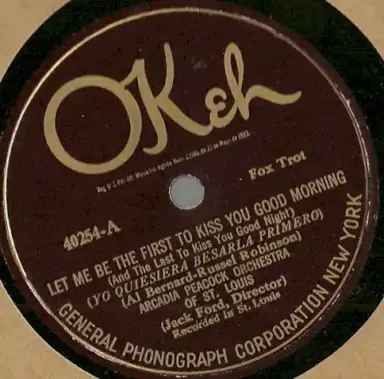 OKeh
Fox Trot
40254-A
LET ME BE THE FIRST TO KISS YOU GOOD MORNING
(And The Last To Kiss You Good Night)
(YO QUIESIERA BESARLA PRIMERO)
(Al Bernard-Russel Robinson)
ARCADIA PEACOCK ORCHESTRA
OF ST. LOUIS
(Jack Ford, Director)
Recorded in St. Louis
GENERAL PHONOGRAPH CORPORATION NEW YORK